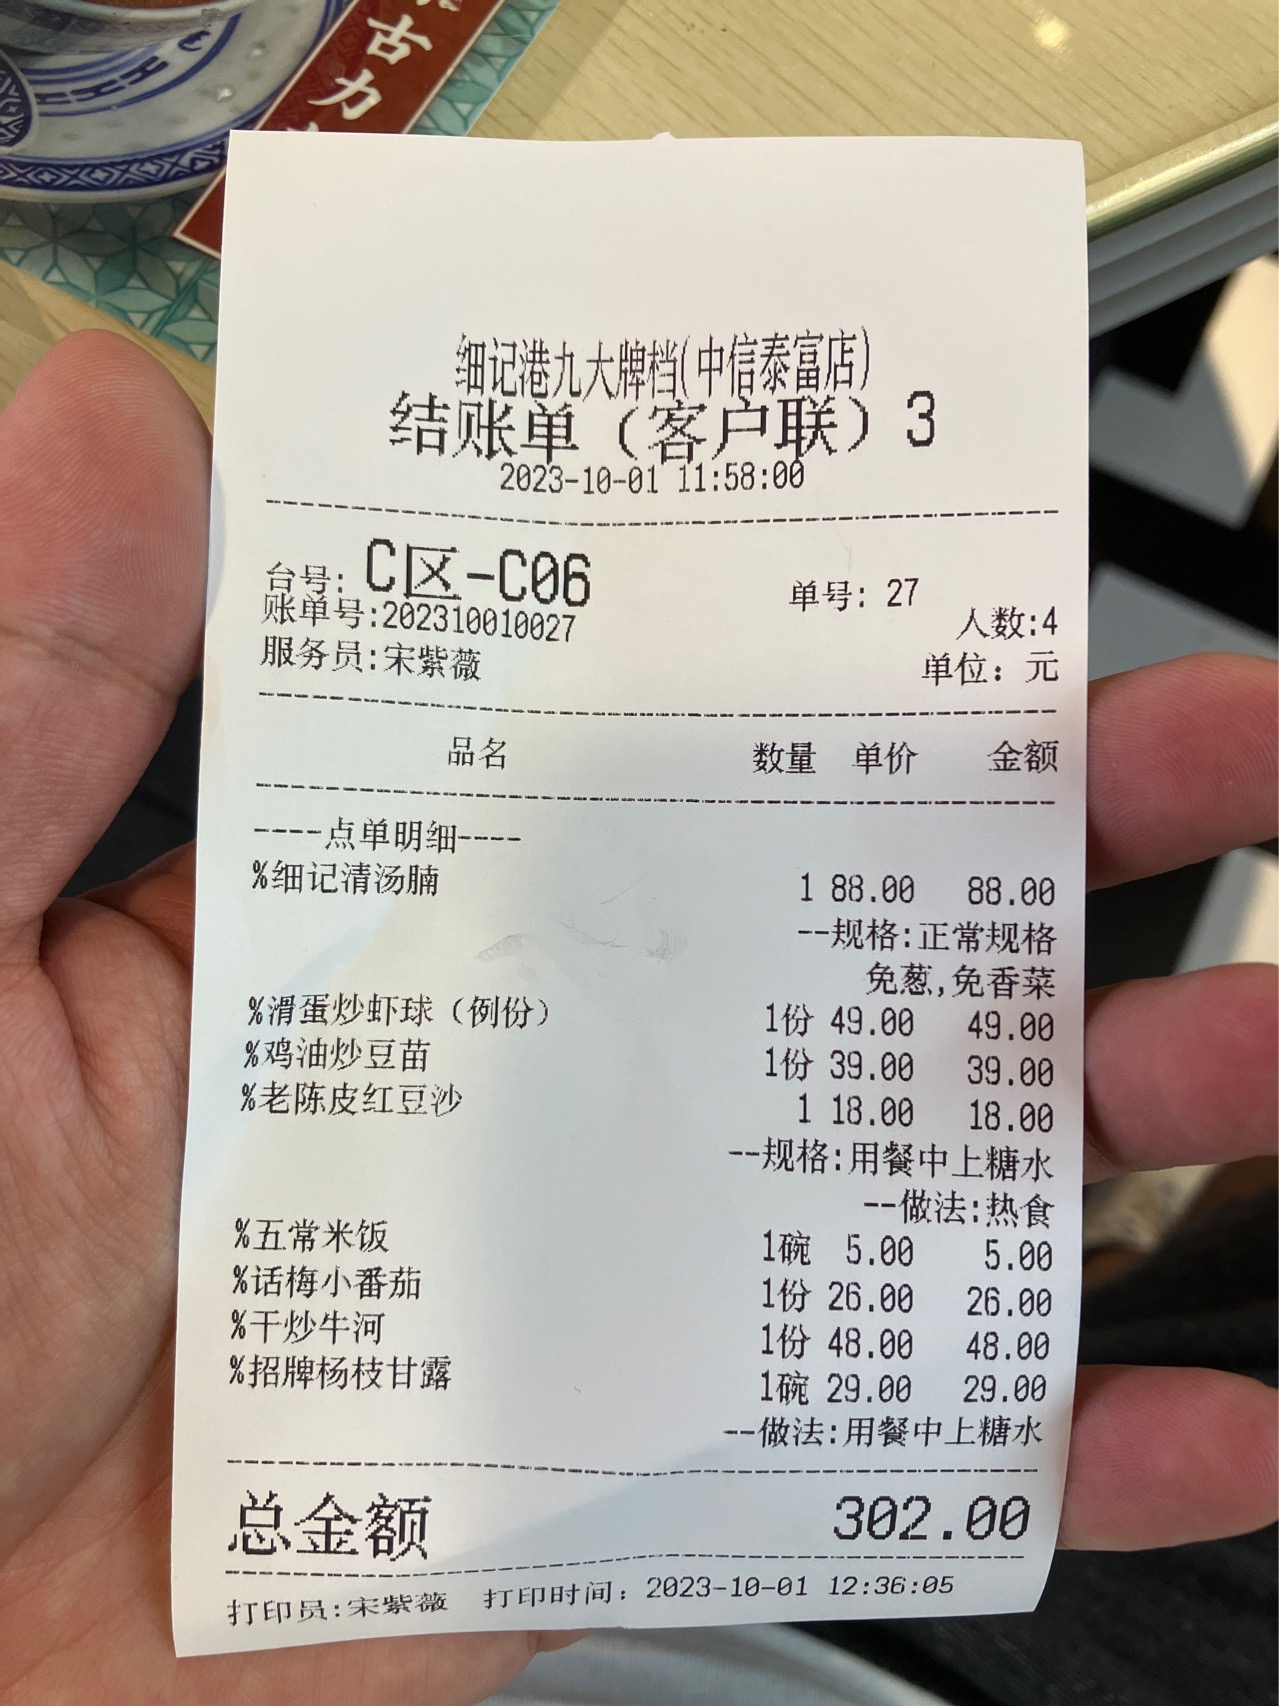 古力
细记港九大牌档(中信泰富店)
结账单（客户联）3
2023-10-01 11:58:00
台号: C区-C06 单号: 27
账单号:202310010027 人数:4
服务员:宋紫薇 单位：元
品名 数量 单价 金额
----点单明细----
%细记清汤腩 1 88.00 88.00
--规格:正常规格
免葱,免香菜
%滑蛋炒虾球（例份） 1份 49.00 49.00
%鸡油炒豆苗 1份 39.00 39.00
%老陈皮红豆沙 1 18.00 18.00
--规格:用餐中上糖水
--做法:热食
%五常米饭 1碗 5.00 5.00
%话梅小番茄 1份 26.00 26.00
%干炒牛河 1份 48.00 48.00
%招牌杨枝甘露 1碗 29.00 29.00
--做法:用餐中上糖水
总金额 302.00
打印员:宋紫薇 打印时间：2023-10-01 12:36:05